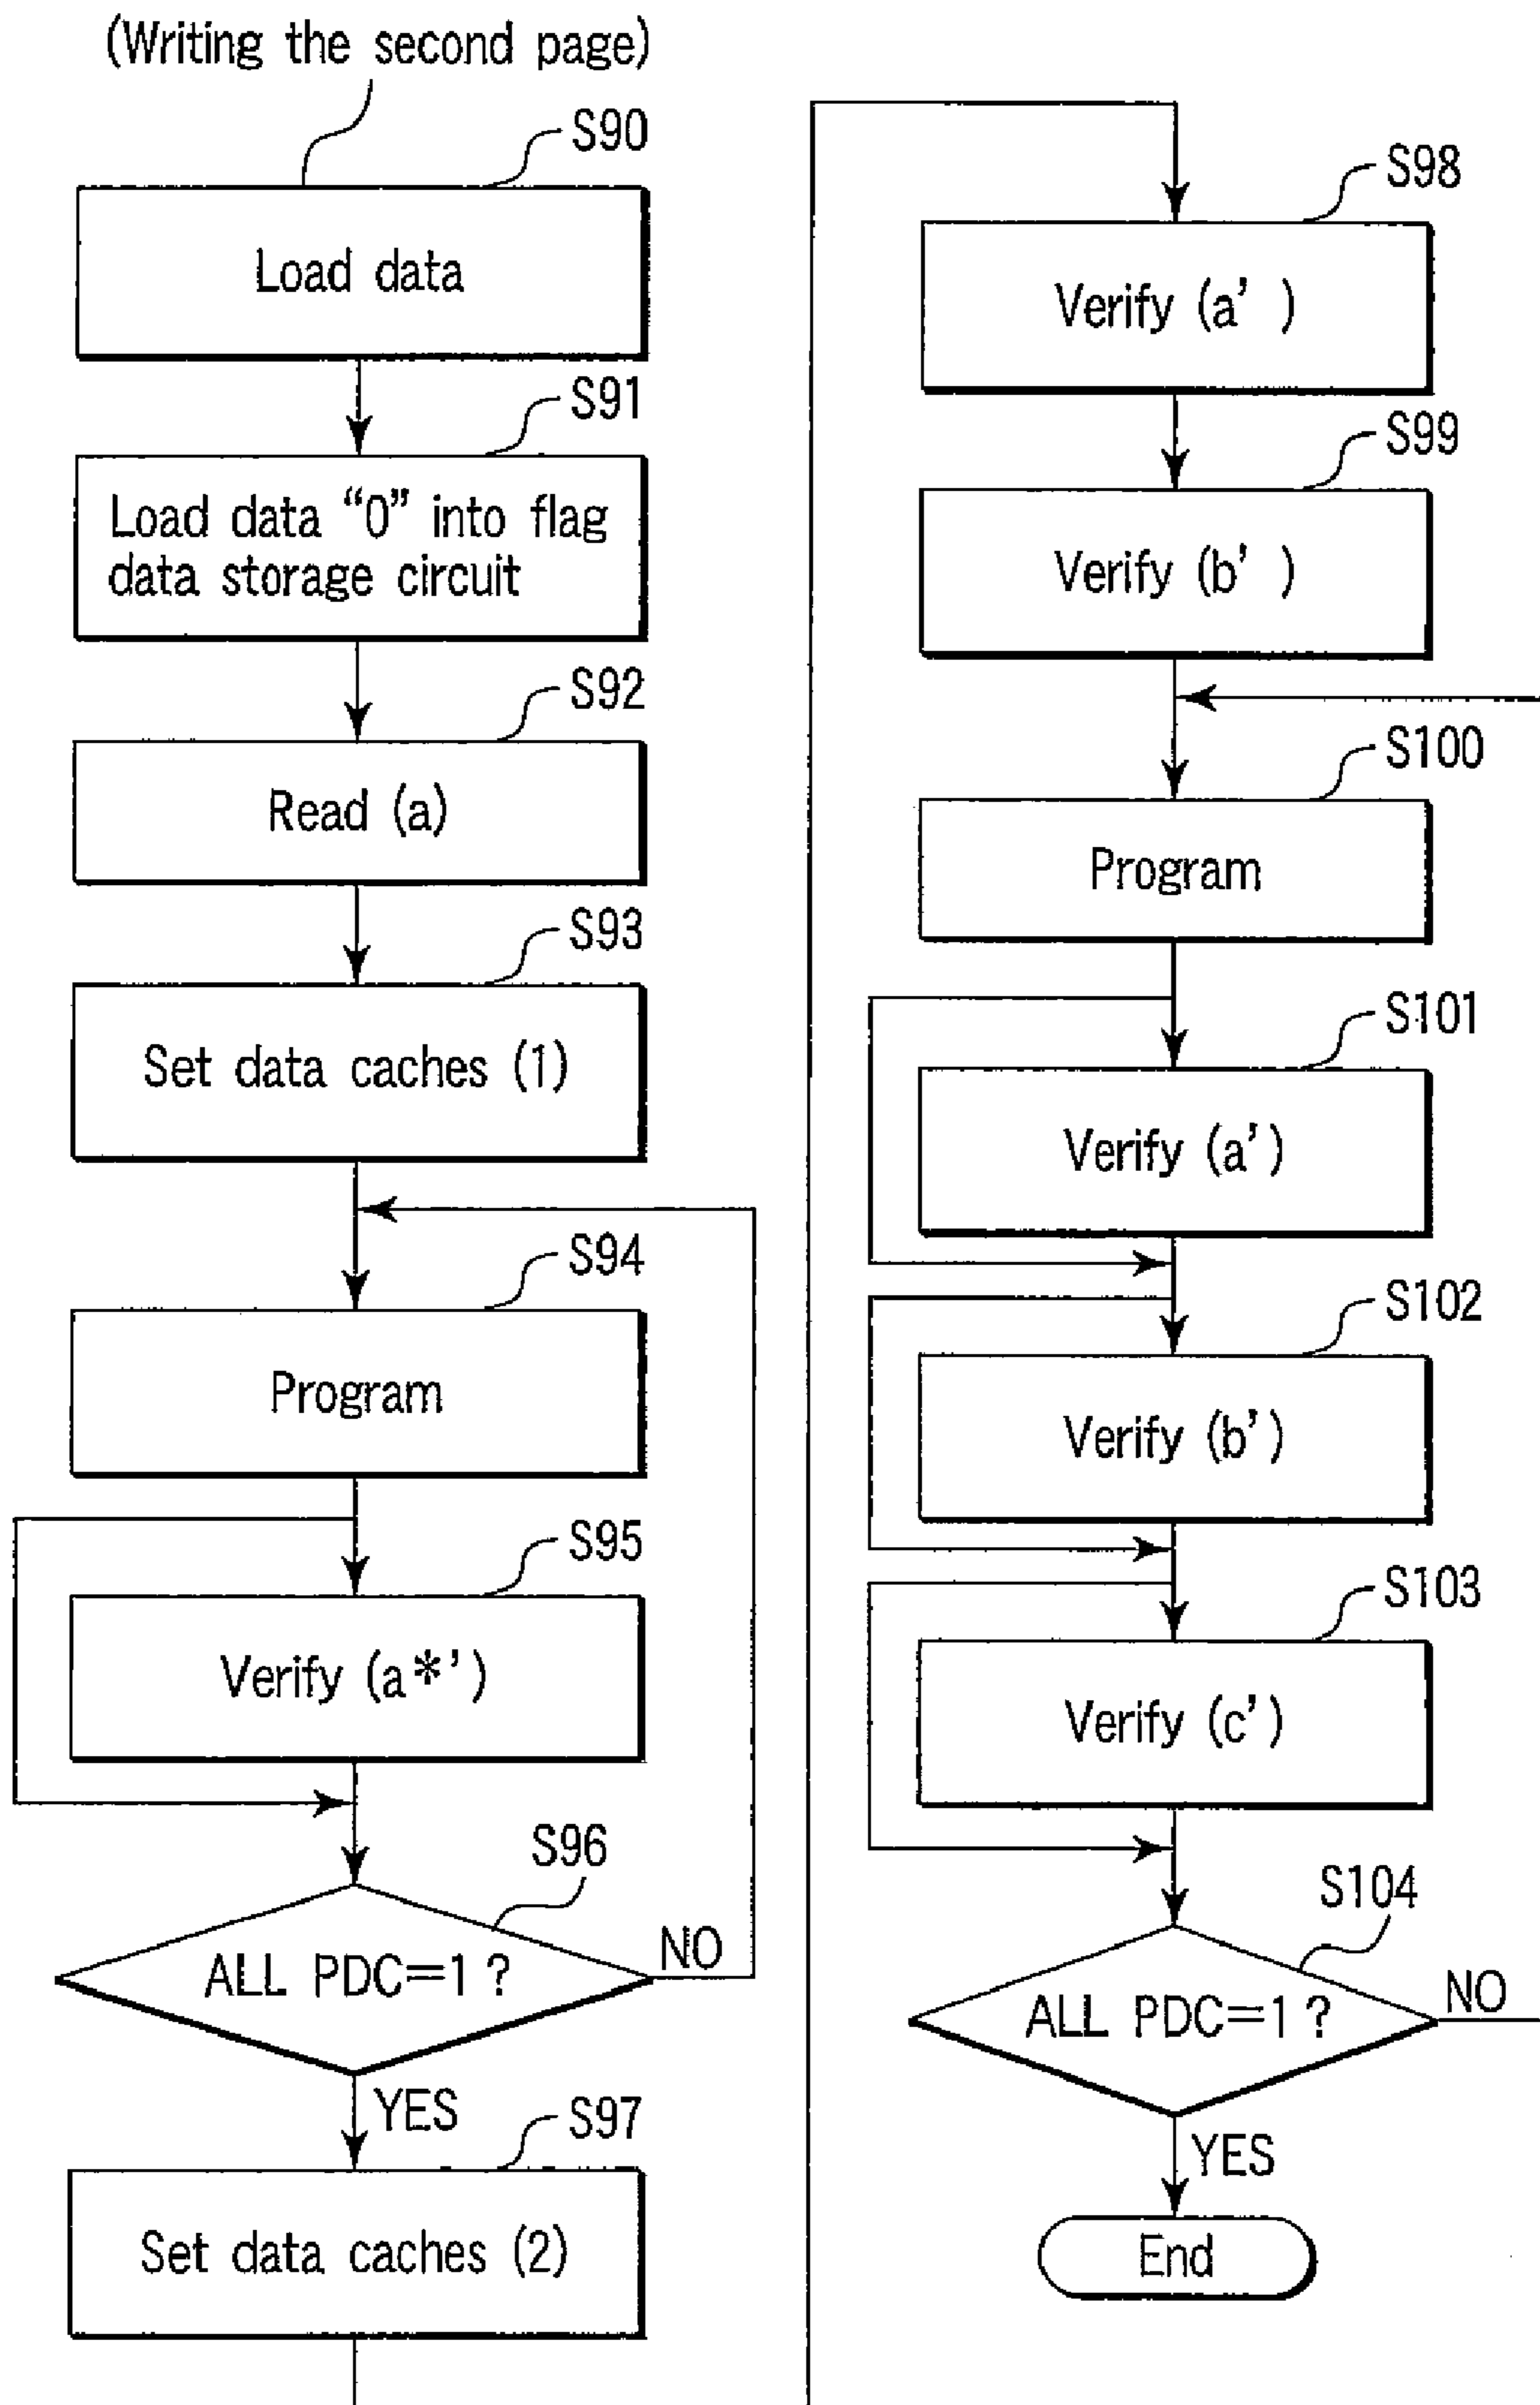 (Writing the second page)
S90
Load data
S91
Load data “0” into flag
data storage circuit
S92
Read (a)
S93
Set data caches (1)
S94
Program
S95
Verify (a*’)
S96
ALL PDC=1 ?
NO
YES
S97
Set data caches (2)
S98
Verify (a’ )
S99
Verify (b’ )
S100
Program
S101
Verify (a’)
S102
Verify (b’)
S103
Verify (c’)
S104
ALL PDC=1 ?
NO
YES
End